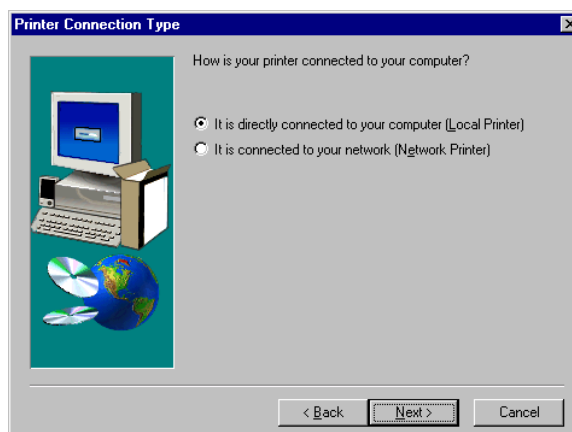 Printer Connection Type
How is your printer connected to your computer?
It is directly connected to your computer (Local Printer)
It is connected to your network (Network Printer)
< Back
Next >
Cancel